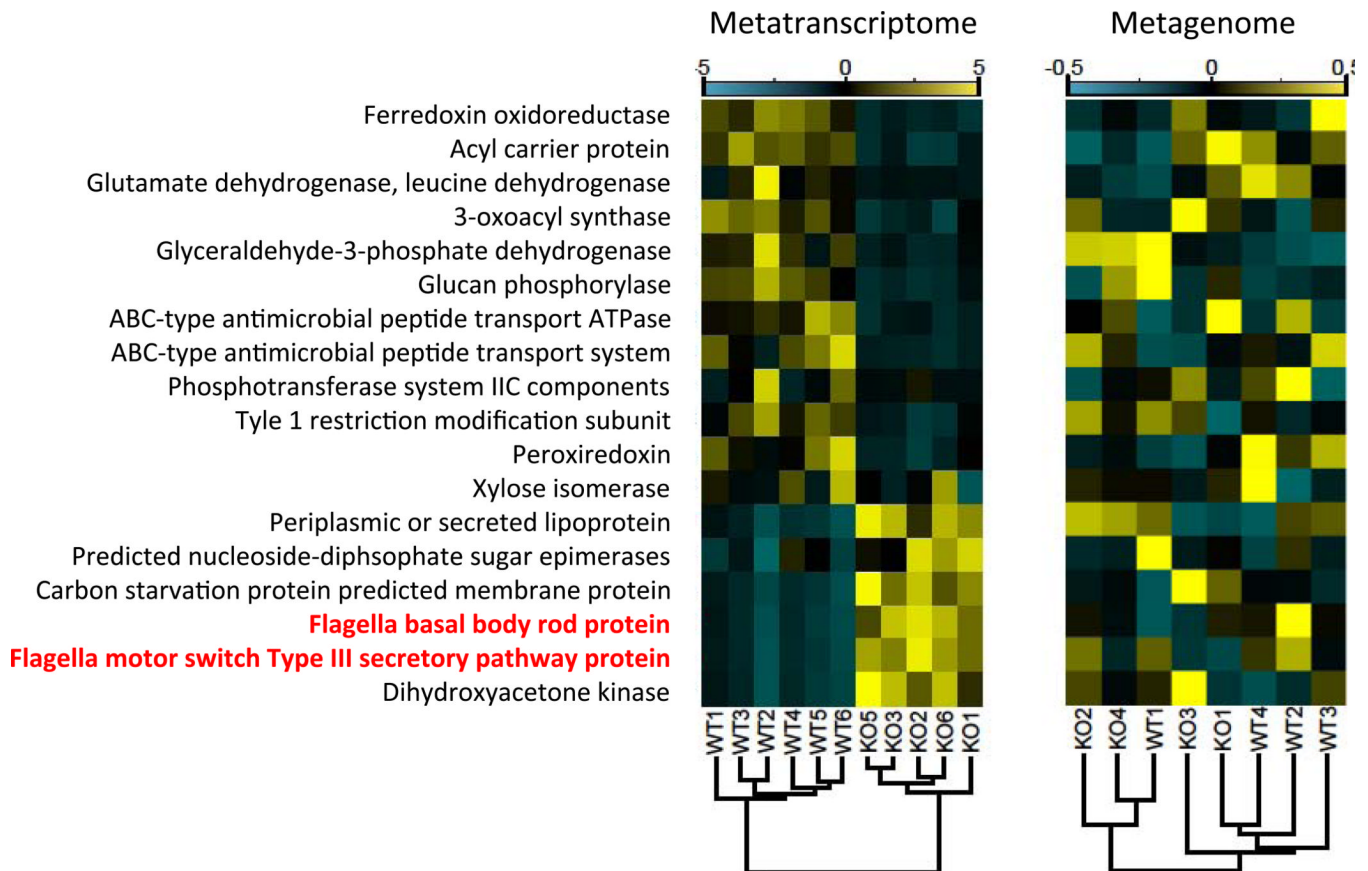 Metatranscriptome
Metagenome
-5 0 5
-0.5 0 0.5
Ferredoxin oxidoreductase
Acyl carrier protein
Glutamate dehydrogenase, leucine dehydrogenase
3-oxoacyl synthase
Glyceraldehyde-3-phosphate dehydrogenase
Glucan phosphorylase
ABC-type antimicrobial peptide transport ATPase
ABC-type antimicrobial peptide transport system
Phosphotransferase system IIC components
Tyle 1 restriction modification subunit
Peroxiredoxin
Xylose isomerase
Periplasmic or secreted lipoprotein
Predicted nucleoside-diphsophate sugar epimerases
Carbon starvation protein predicted membrane protein
Flagella basal body rod protein
Flagella motor switch Type III secretory pathway protein
Dihydroxyacetone kinase
WT1 WT3 WT2 WT4 WT5 WT6 KO5 KO3 KO2 KO6 KO1
KO2 KO4 WT1 KO3 KO1 WT4 WT2 WT3